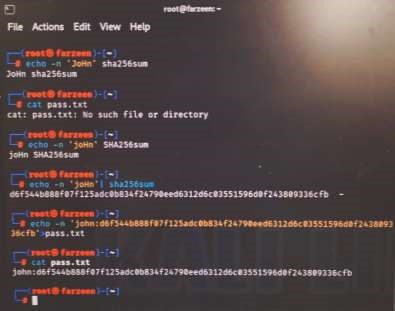 root@farzeen: ~
File Actions Edit View Help
┌──(root㉿farzeen)-[~]
└─# echo -n 'JoHn' sha256sum
JoHn sha256sum
┌──(root㉿farzeen)-[~]
└─# cat pass.txt
cat: pass.txt: No such file or directory
┌──(root㉿farzeen)-[~]
└─# echo -n 'joHn' SHA256sum
joHn SHA256sum
┌──(root㉿farzeen)-[~]
└─# echo -n 'joHn'| sha256sum
d6f544b888f07f125adc0b834f24790eed6312d6c03551596d0f243809336cfb  -
┌──(root㉿farzeen)-[~]
└─# echo -n 'john:d6f544b888f07f125adc0b834f24790eed6312d6c03551596d0f2438093
36cfb'>pass.txt
┌──(root㉿farzeen)-[~]
└─# cat pass.txt
john:d6f544b888f07f125adc0b834f24790eed6312d6c03551596d0f243809336cfb
┌──(root㉿farzeen)-[~]
└─#